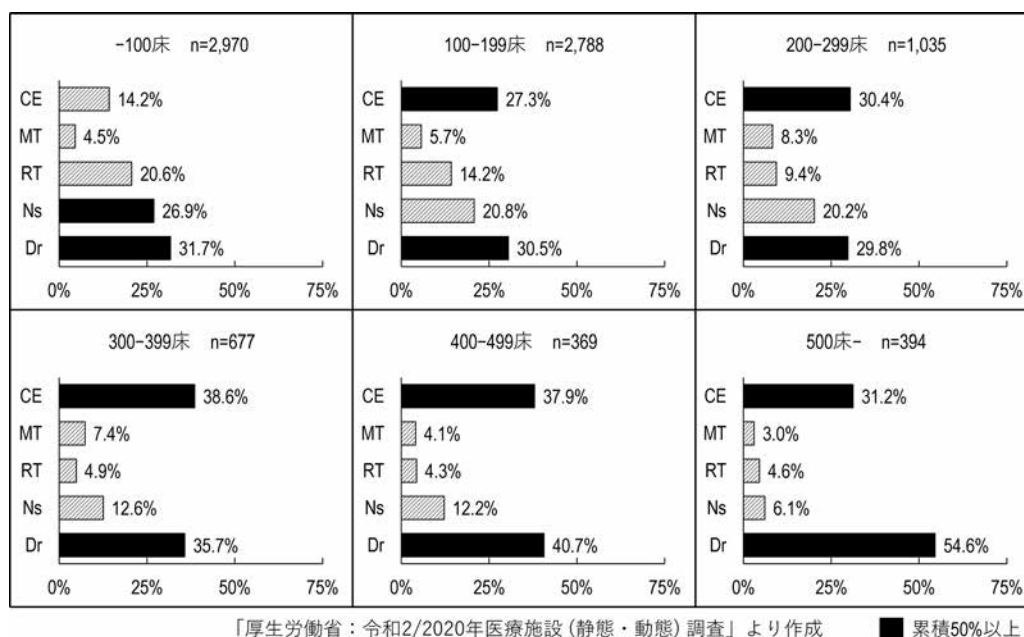 -100床 n=2,970
CE 14.2%
MT 4.5%
RT 20.6%
Ns 26.9%
Dr 31.7%
0% 25% 50% 75%
100-199床 n=2,788
CE 27.3%
MT 5.7%
RT 14.2%
Ns 20.8%
Dr 30.5%
0% 25% 50% 75%
200-299床 n=1,035
CE 30.4%
MT 8.3%
RT 9.4%
Ns 20.2%
Dr 29.8%
0% 25% 50% 75%
300-399床 n=677
CE 38.6%
MT 7.4%
RT 4.9%
Ns 12.6%
Dr 35.7%
0% 25% 50% 75%
400-499床 n=369
CE 37.9%
MT 4.1%
RT 4.3%
Ns 12.2%
Dr 40.7%
0% 25% 50% 75%
500床- n=394
CE 31.2%
MT 3.0%
RT 4.6%
Ns 6.1%
Dr 54.6%
0% 25% 50% 75%
「厚生労働省：令和2/2020年医療施設(静態・動態)調査」より作成 累積50%以上